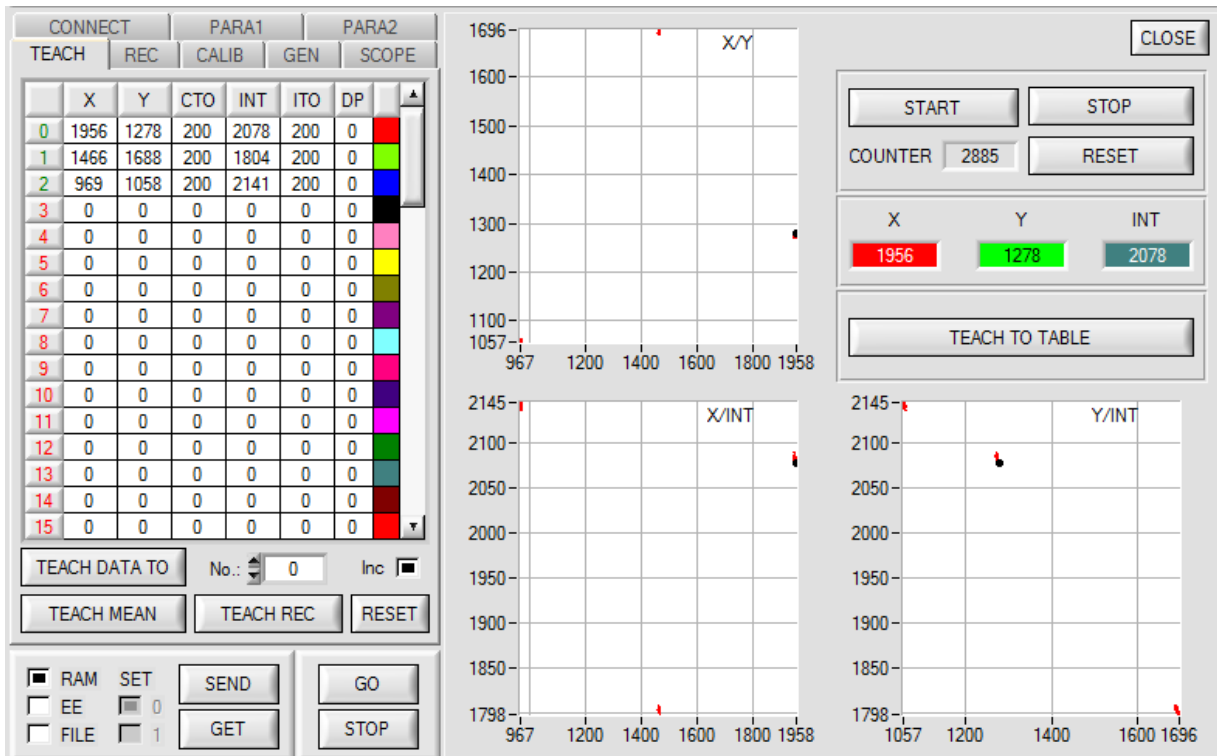 CONNECT PARA1 PARA2
TEACH REC CALIB GEN SCOPE
X Y CTO INT ITO DP
0 1956 1278 200 2078 200 0
1 1466 1688 200 1804 200 0
2 969 1058 200 2141 200 0
3 0 0 0 0 0 0
4 0 0 0 0 0 0
5 0 0 0 0 0 0
6 0 0 0 0 0 0
7 0 0 0 0 0 0
8 0 0 0 0 0 0
9 0 0 0 0 0 0
10 0 0 0 0 0 0
11 0 0 0 0 0 0
12 0 0 0 0 0 0
13 0 0 0 0 0 0
14 0 0 0 0 0 0
15 0 0 0 0 0 0
TEACH DATA TO No.: 0 Inc
TEACH MEAN TEACH REC RESET
RAM SET SEND GO
EE 0
FILE 1 GET STOP
X/Y
1696
1600
1500
1400
1300
1200
1100
1057
967 1200 1400 1600 1800 1958
CLOSE
START STOP
COUNTER 2885 RESET
X Y INT
1956 1278 2078
TEACH TO TABLE
X/INT
2145
2100
2050
2000
1950
1900
1850
1798
967 1200 1400 1600 1800 1958
Y/INT
2145
2100
2050
2000
1950
1900
1850
1798
1057 1200 1400 1696